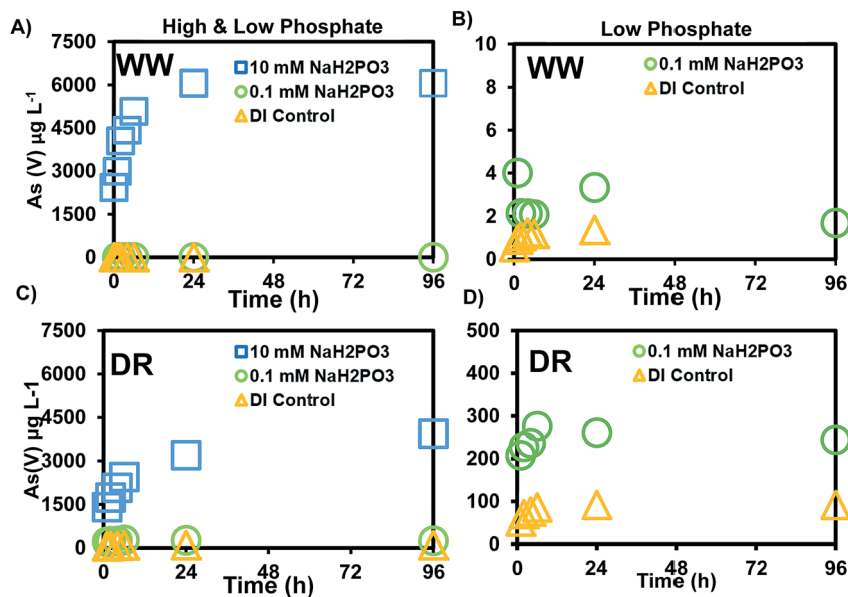 A)
High & Low Phosphate
7500
6000
4500
3000
1500
0
As (V) µg L-1
WW
10 mM NaH2PO3
0.1 mM NaH2PO3
DI Control
0 24 48 72 96
Time (h)
B)
Low Phosphate
10
8
6
4
2
0
WW
0.1 mM NaH2PO3
DI Control
0 24 48 72 96
Time (h)
C)
7500
6000
4500
3000
1500
0
As(V) µg L-1
DR
10 mM NaH2PO3
0.1 mM NaH2PO3
DI Control
0 24 48 72 96
Time (h)
D)
500
400
300
200
100
0
DR
0.1 mM NaH2PO3
DI Control
0 24 48 72 96
Time (h)